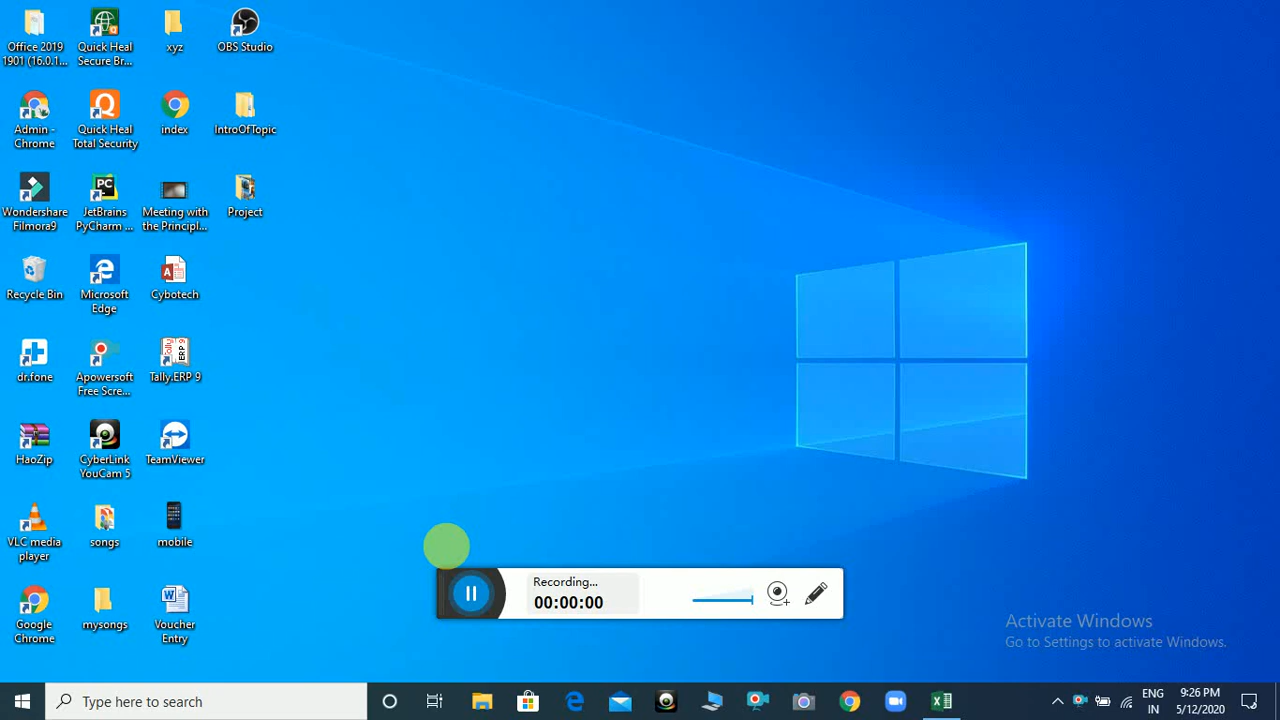 Office 2019
1901 (16.0.1...
Quick Heal
Secure Br...
xyz
OBS Studio
Admin -
Chrome
Quick Heal
Total Security
index
IntroOfTopic
Wondershare
Filmora9
JetBrains
PyCharm ...
Meeting with
the Principl...
Project
Recycle Bin
Microsoft
Edge
Cybotech
dr.fone
Apowersoft
Free Scre...
Tally
ERP 9
Tally.ERP 9
HaoZip
CyberLink
YouCam 5
TeamViewer
VLC media
player
songs
mobile
Google
Chrome
mysongs
Voucher
Entry
Recording...
00:00:00
Activate Windows
Go to Settings to activate Windows.
Type here to search
ENG
IN
9:26 PM
5/12/2020